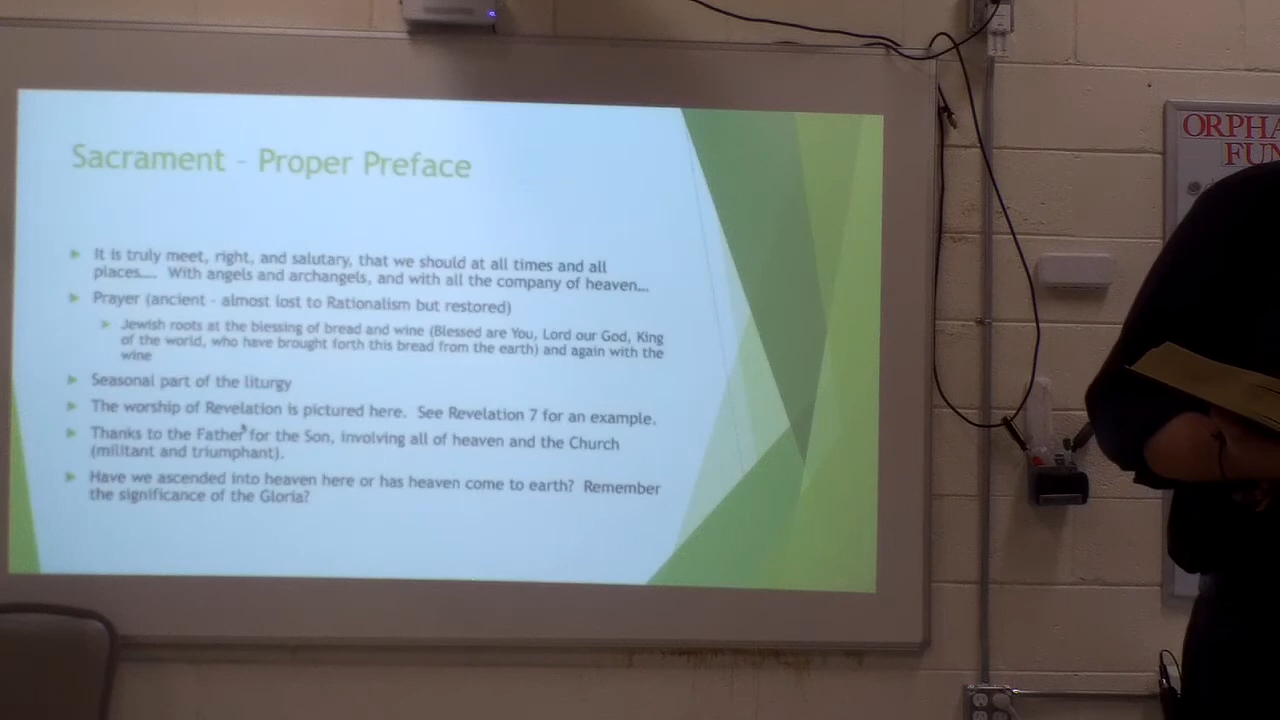 Sacrament – Proper Preface
It is truly meet, right, and salutary, that we should at all times and all
places.... With angels and archangels, and with all the company of heaven...
Prayer (ancient – almost lost to Rationalism but restored)
Jewish roots at the blessing of bread and wine (Blessed are You, Lord our God, King
of the world, who have brought forth this bread from the earth) and again with the
wine
Seasonal part of the liturgy
The worship of Revelation is pictured here. See Revelation 7 for an example.
Thanks to the Father for the Son, involving all of heaven and the Church
(militant and triumphant).
Have we ascended into heaven here or has heaven come to earth? Remember
the significance of the Gloria?
ORPHA
FUN